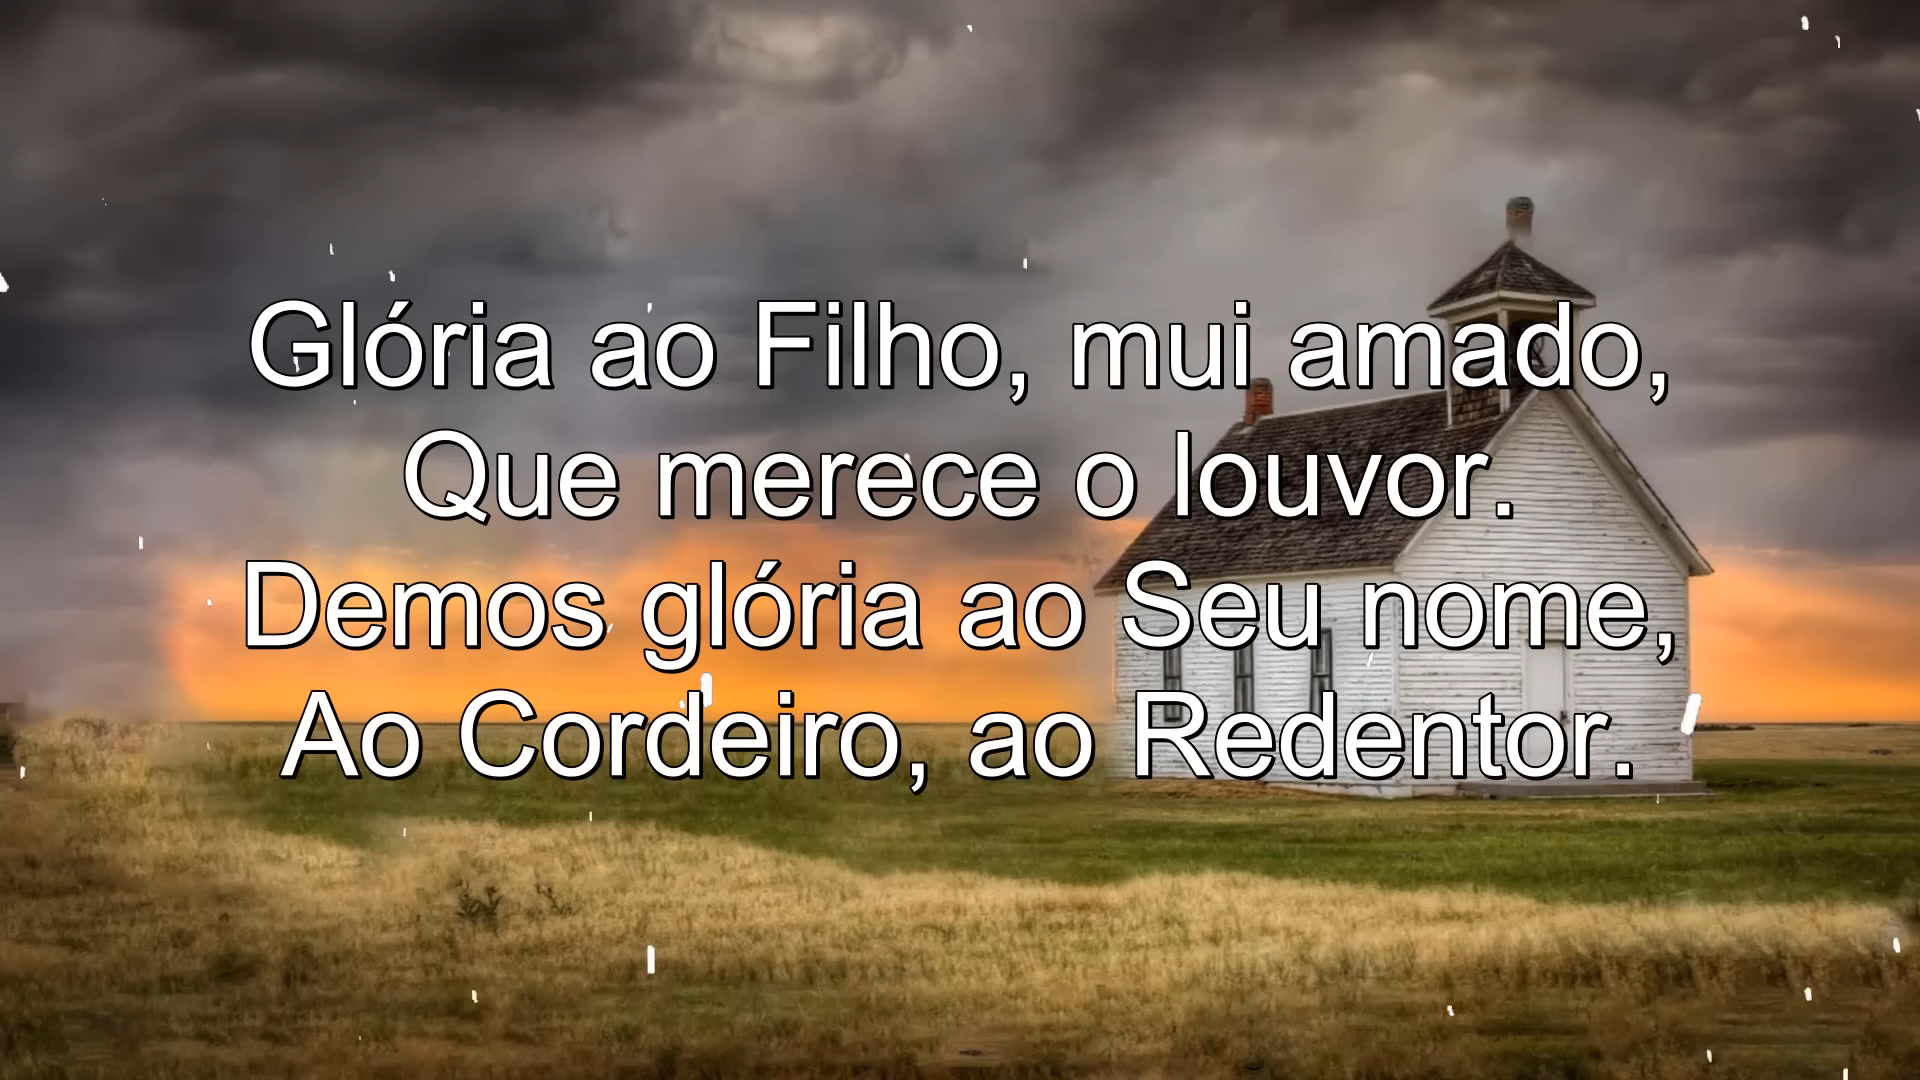 Glória ao Filho, mui amado,
Que merece o louvor.
Demos glória ao Seu nome,
Ao Cordeiro, ao Redentor.